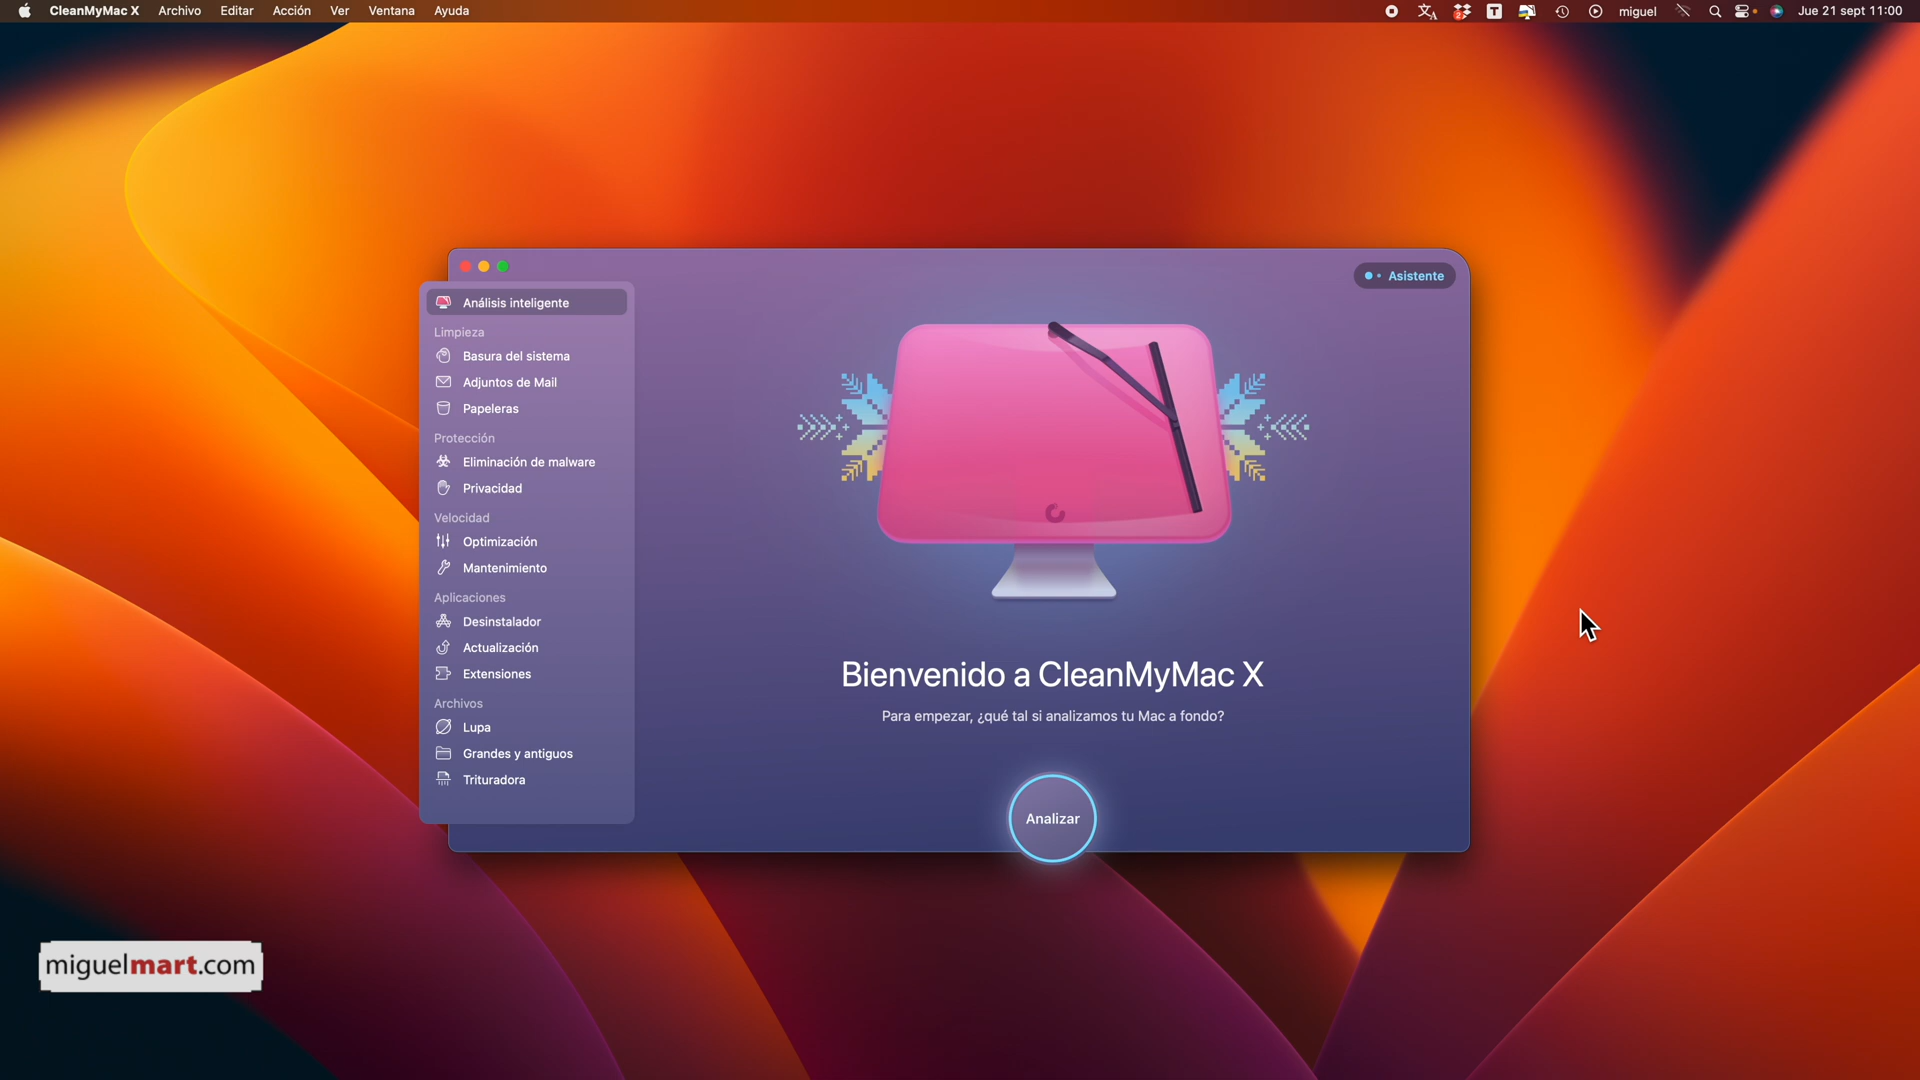 CleanMyMac X Archivo Editar Acción Ver Ventana Ayuda
2 T miguel Jue 21 sept 11:00
Asistente
Análisis inteligente
Limpieza
Basura del sistema
Adjuntos de Mail
Papeleras
Protección
Eliminación de malware
Privacidad
Velocidad
Optimización
Mantenimiento
Aplicaciones
Desinstalador
Actualización
Extensiones
Archivos
Lupa
Grandes y antiguos
Trituradora
Bienvenido a CleanMyMac X
Para empezar, ¿qué tal si analizamos tu Mac a fondo?
Analizar
miguelmart.com